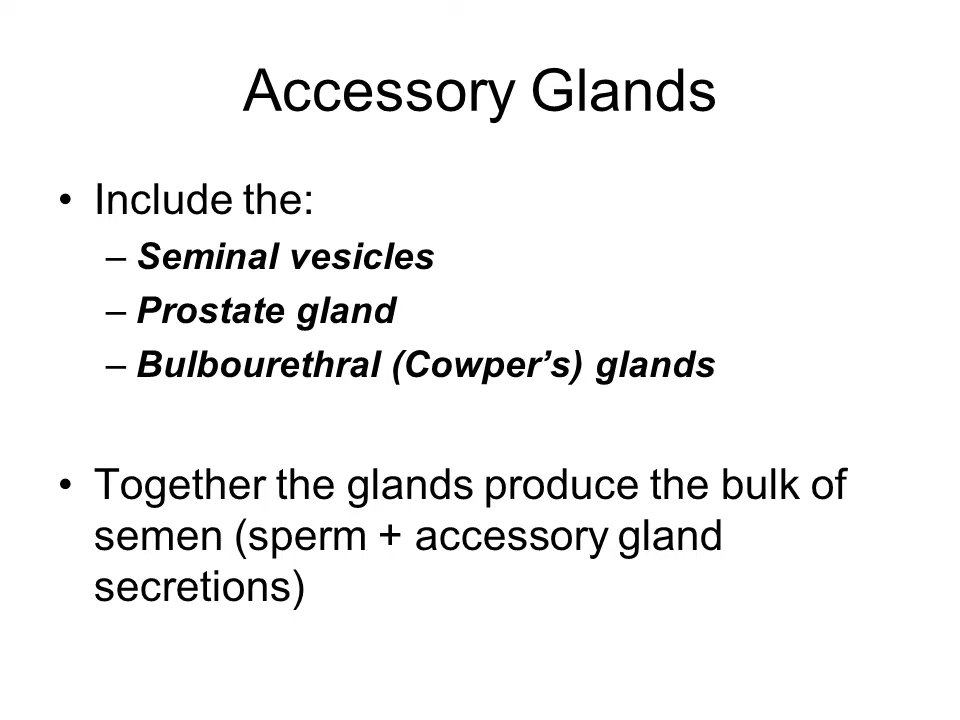 Accessory Glands
• Include the:
– Seminal vesicles
– Prostate gland
– Bulbourethral (Cowper’s) glands
• Together the glands produce the bulk of
semen (sperm + accessory gland
secretions)